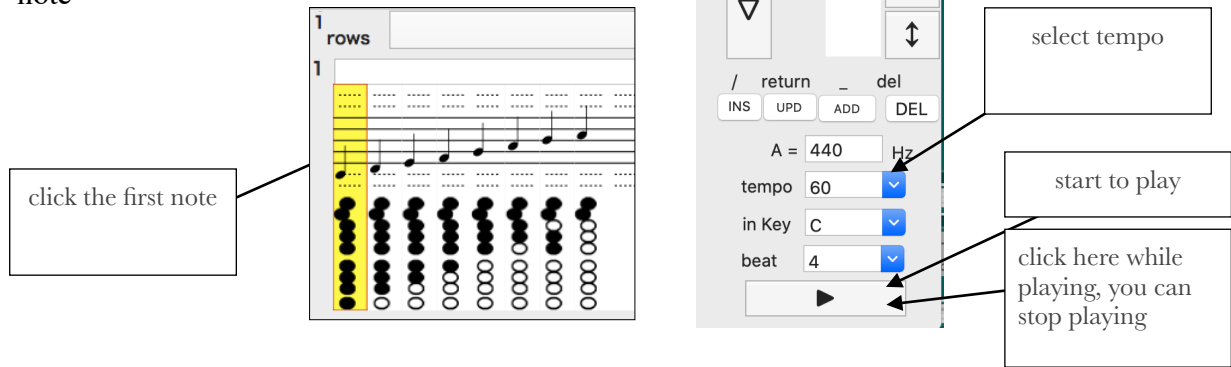 note
1
rows
1
click the first note
/ return _ del
INS UPD ADD DEL
A = 440 Hz
tempo 60
in Key C
beat 4
select tempo
start to play
click here while
playing, you can
stop playing